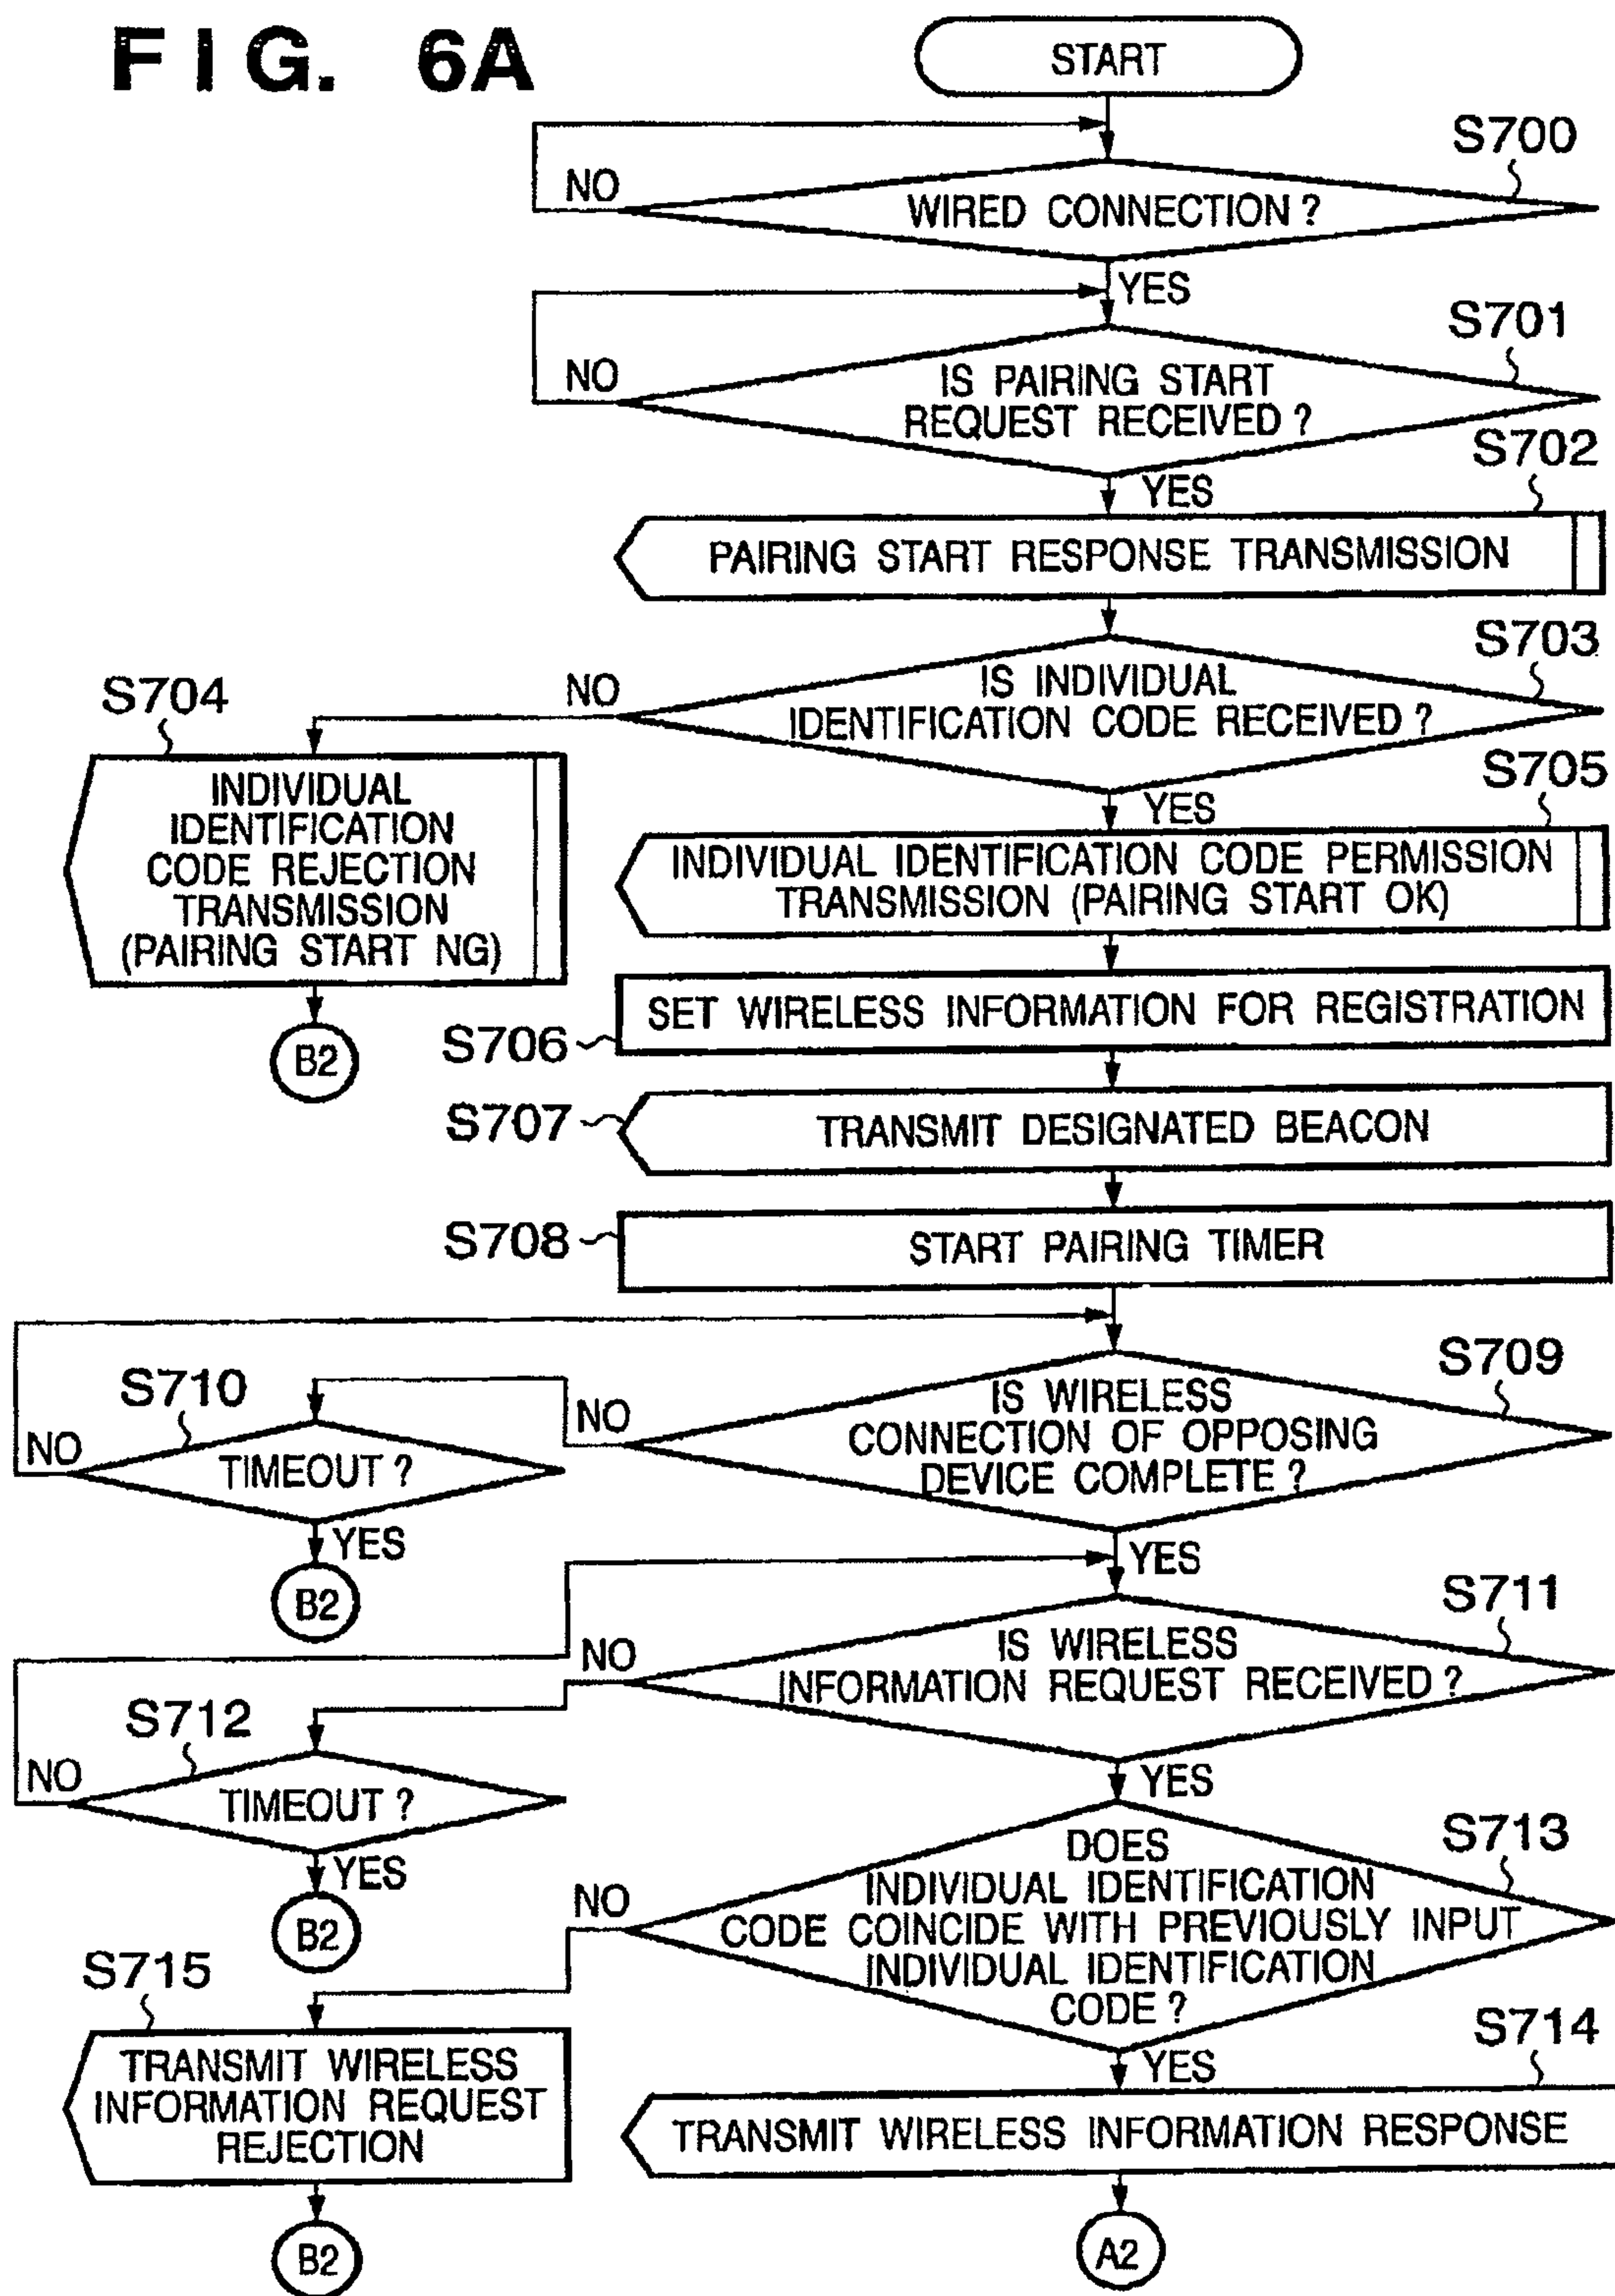 FIG. 6A
START
S700
NO
WIRED CONNECTION ?
YES
S701
NO
IS PAIRING START
REQUEST RECEIVED ?
S702
YES
PAIRING START RESPONSE TRANSMISSION
S703
NO
IS INDIVIDUAL
IDENTIFICATION CODE RECEIVED ?
S704
INDIVIDUAL
IDENTIFICATION
CODE REJECTION
TRANSMISSION
(PAIRING START NG)
B2
S705
YES
INDIVIDUAL IDENTIFICATION CODE PERMISSION
TRANSMISSION (PAIRING START OK)
SET WIRELESS INFORMATION FOR REGISTRATION
S706
S707
TRANSMIT DESIGNATED BEACON
S708
START PAIRING TIMER
S709
IS WIRELESS
CONNECTION OF OPPOSING
DEVICE COMPLETE ?
NO
S710
NO
TIMEOUT ?
YES
B2
YES
S711
NO
IS WIRELESS
INFORMATION REQUEST RECEIVED ?
S712
NO
TIMEOUT ?
YES
B2
YES
S713
DOES
INDIVIDUAL IDENTIFICATION
CODE COINCIDE WITH PREVIOUSLY INPUT
INDIVIDUAL IDENTIFICATION
CODE ?
NO
S715
TRANSMIT WIRELESS
INFORMATION REQUEST
REJECTION
B2
S714
YES
TRANSMIT WIRELESS INFORMATION RESPONSE
A2